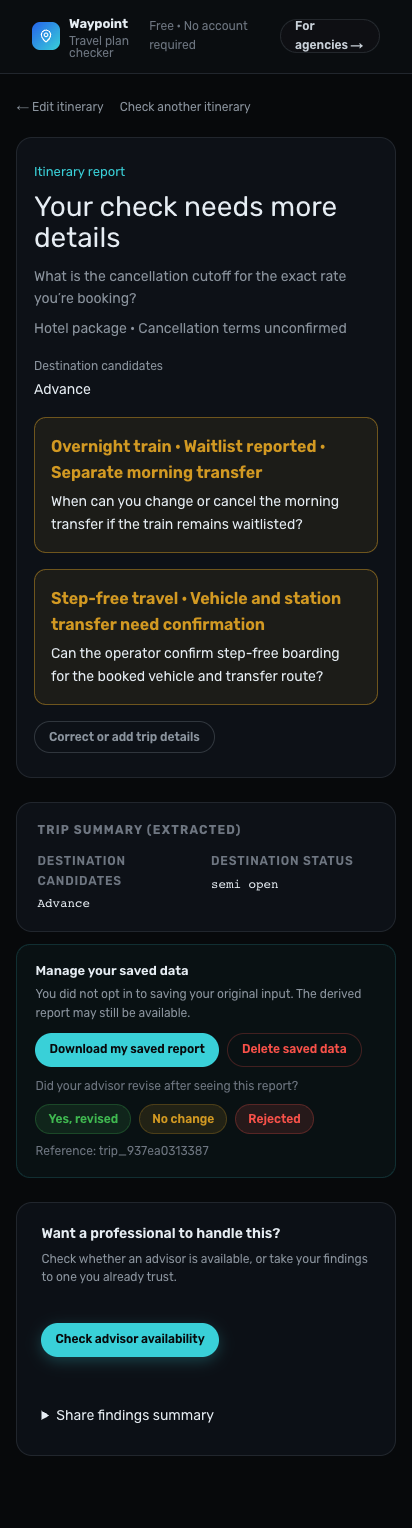 Waypoint
Travel plan
checker
Free • No account
required
For
agencies →
← Edit itinerary
Check another itinerary
Itinerary report
Your check needs more
details
What is the cancellation cutoff for the exact rate
you’re booking?
Hotel package • Cancellation terms unconfirmed
Destination candidates
Advance
Overnight train • Waitlist reported •
Separate morning transfer
When can you change or cancel the morning
transfer if the train remains waitlisted?
Step-free travel • Vehicle and station
transfer need confirmation
Can the operator confirm step-free boarding
for the booked vehicle and transfer route?
Correct or add trip details
TRIP SUMMARY (EXTRACTED)
DESTINATION
CANDIDATES
Advance
DESTINATION STATUS
semi open
Manage your saved data
You did not opt in to saving your original input. The derived
report may still be available.
Download my saved report
Delete saved data
Did your advisor revise after seeing this report?
Yes, revised
No change
Rejected
Reference: trip_937ea0313387
Want a professional to handle this?
Check whether an advisor is available, or take your findings
to one you already trust.
Check advisor availability
▶ Share findings summary